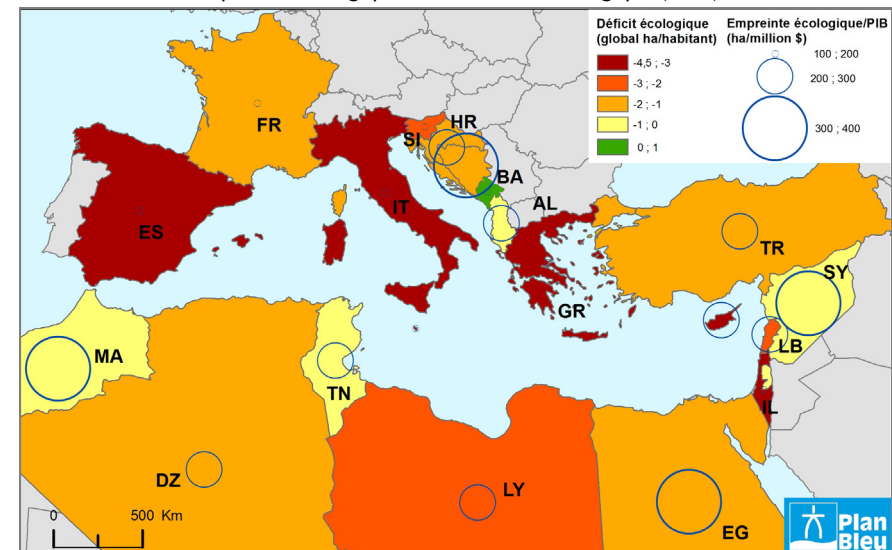 Déficit écologique
(global ha/habitant)
-4,5 ; -3
-3 ; -2
-2 ; -1
-1 ; 0
0 ; 1
Empreinte écologique/PIB
(ha/million $)
100 ; 200
200 ; 300
300 ; 400
FR
SI
HR
BA
ES
IT
AL
TR
SY
GR
MA
TN
LB
IL
DZ
LY
EG
0 500 Km
Plan
Bleu